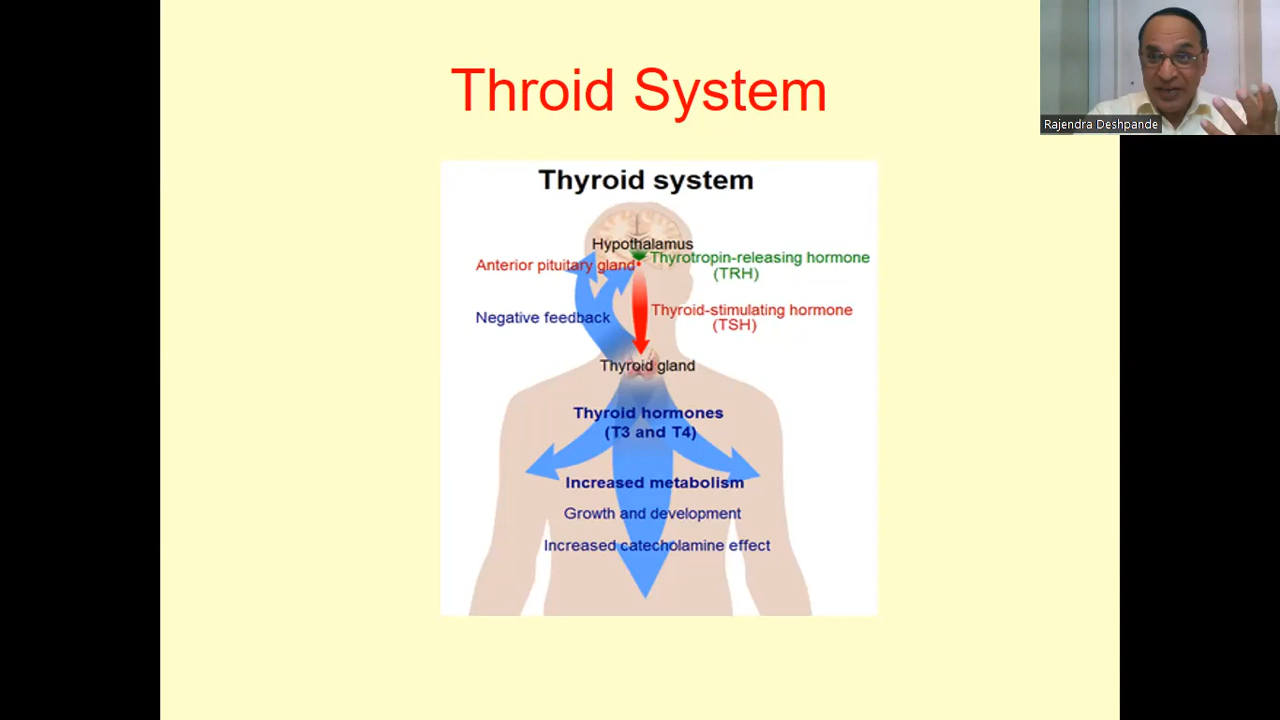 Throid System
Rajendra Deshpande
Thyroid system
Hypothalamus
Anterior pituitary gland
Thyrotropin-releasing hormone
(TRH)
Negative feedback
Thyroid-stimulating hormone
(TSH)
Thyroid gland
Thyroid hormones
(T3 and T4)
Increased metabolism
Growth and development
Increased catecholamine effect